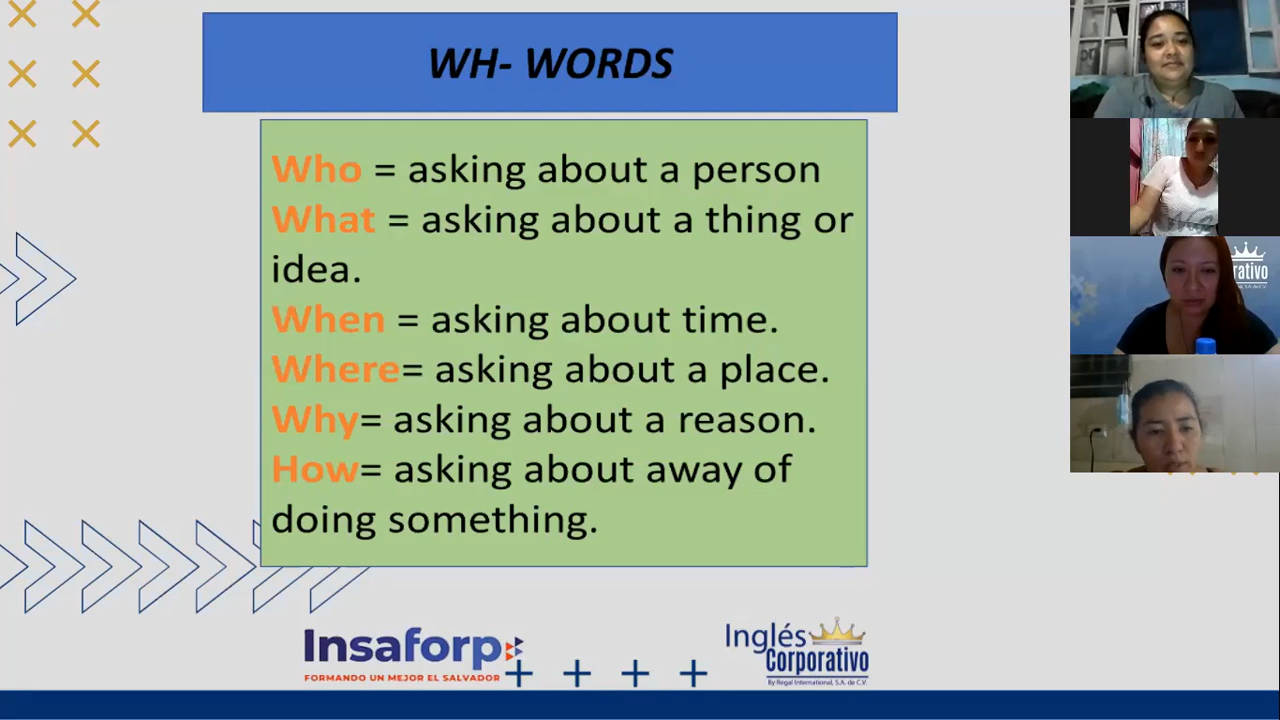 WH- WORDS
Who = asking about a person
What = asking about a thing or
idea.
When = asking about time.
Where= asking about a place.
Why= asking about a reason.
How= asking about away of
doing something.
Insaforp
FORMANDO UN MEJOR EL SALVADOR
Inglés
Corporativo
By Regal International, S.A. de C.V.
rativo